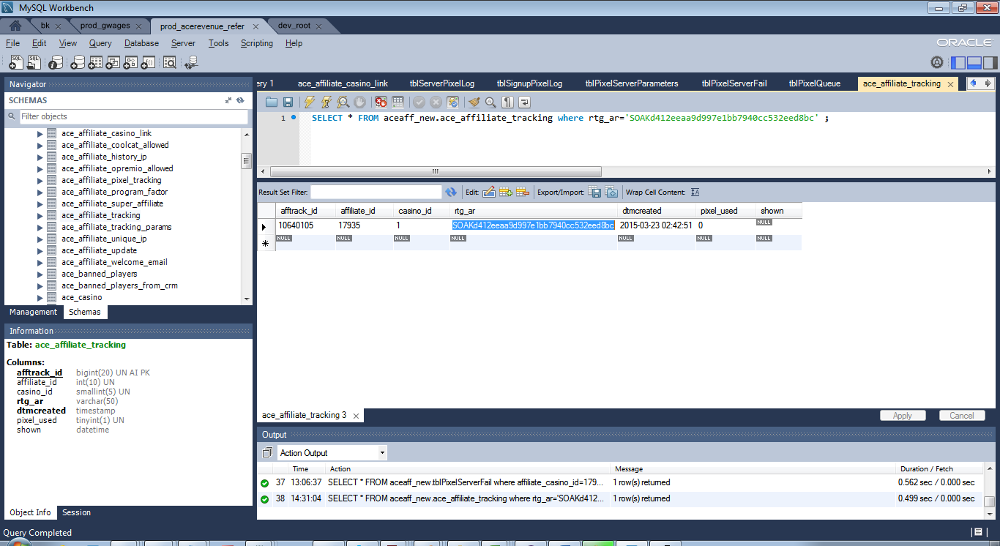 MySQL Workbench
bk
prod_gwages
prod_acerevenue_refer
dev_root
File Edit View Query Database Server Tools Scripting Help
ORACLE
Navigator
SCHEMAS
Filter objects
ace_affiliate_casino_link
ace_affiliate_coolcat_allowed
ace_affiliate_history_ip
ace_affiliate_opremio_allowed
ace_affiliate_pixel_tracking
ace_affiliate_program_factor
ace_affiliate_super_affiliate
ace_affiliate_tracking
ace_affiliate_tracking_params
ace_affiliate_unique_ip
ace_affiliate_update
ace_affiliate_welcome_email
ace_banned_players
ace_banned_players_from_crm
ace_casino
Management Schemas
Information
Table: ace_affiliate_tracking
Columns:
afftrack_id bigint(20) UN AI PK
affiliate_id int(10) UN
casino_id smallint(5) UN
rtg_ar varchar(50)
dtmcreated timestamp
pixel_used tinyint(1) UN
shown datetime
Object Info Session
Query Completed
ery 1 ace_affiliate_casino_link tblServerPixelLog tblSignupPixelLog tblPixelServerParameters tblPixelServerFail tblPixelQueue ace_affiliate_tracking
1 SELECT * FROM aceaff_new.ace_affiliate_tracking where rtg_ar='SOAKd412eeaa9d997e1bb7940cc532eed8bc' ;
Result Set Filter: Edit: Export/Import: Wrap Cell Content:
afftrack_id affiliate_id casino_id rtg_ar dtmcreated pixel_used shown
10640105 17935 1 SOAKd412eeaa9d997e1bb7940cc532eed8bc 2015-03-23 02:42:51 0 NULL
NULL NULL NULL NULL NULL NULL NULL
ace_affiliate_tracking 3
Apply Cancel
Output
Action Output
Time Action Message Duration / Fetch
37 13:06:37 SELECT * FROM aceaff_new.tblPixelServerFail where affiliate_casino_id=179... 1 row(s) returned 0.562 sec / 0.000 sec
38 14:31:04 SELECT * FROM aceaff_new.ace_affiliate_tracking where rtg_ar='SOAKd412... 1 row(s) returned 0.499 sec / 0.000 sec